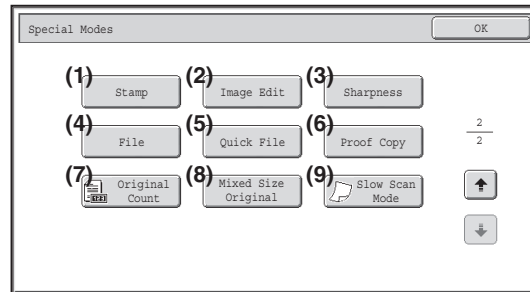 Special Modes
OK
(1) Stamp
(2) Image Edit
(3) Sharpness
(4) File
(5) Quick File
(6) Proof Copy
2
2
(7) Original
Count
123
(8) Mixed Size
Original
(9) Slow Scan
Mode